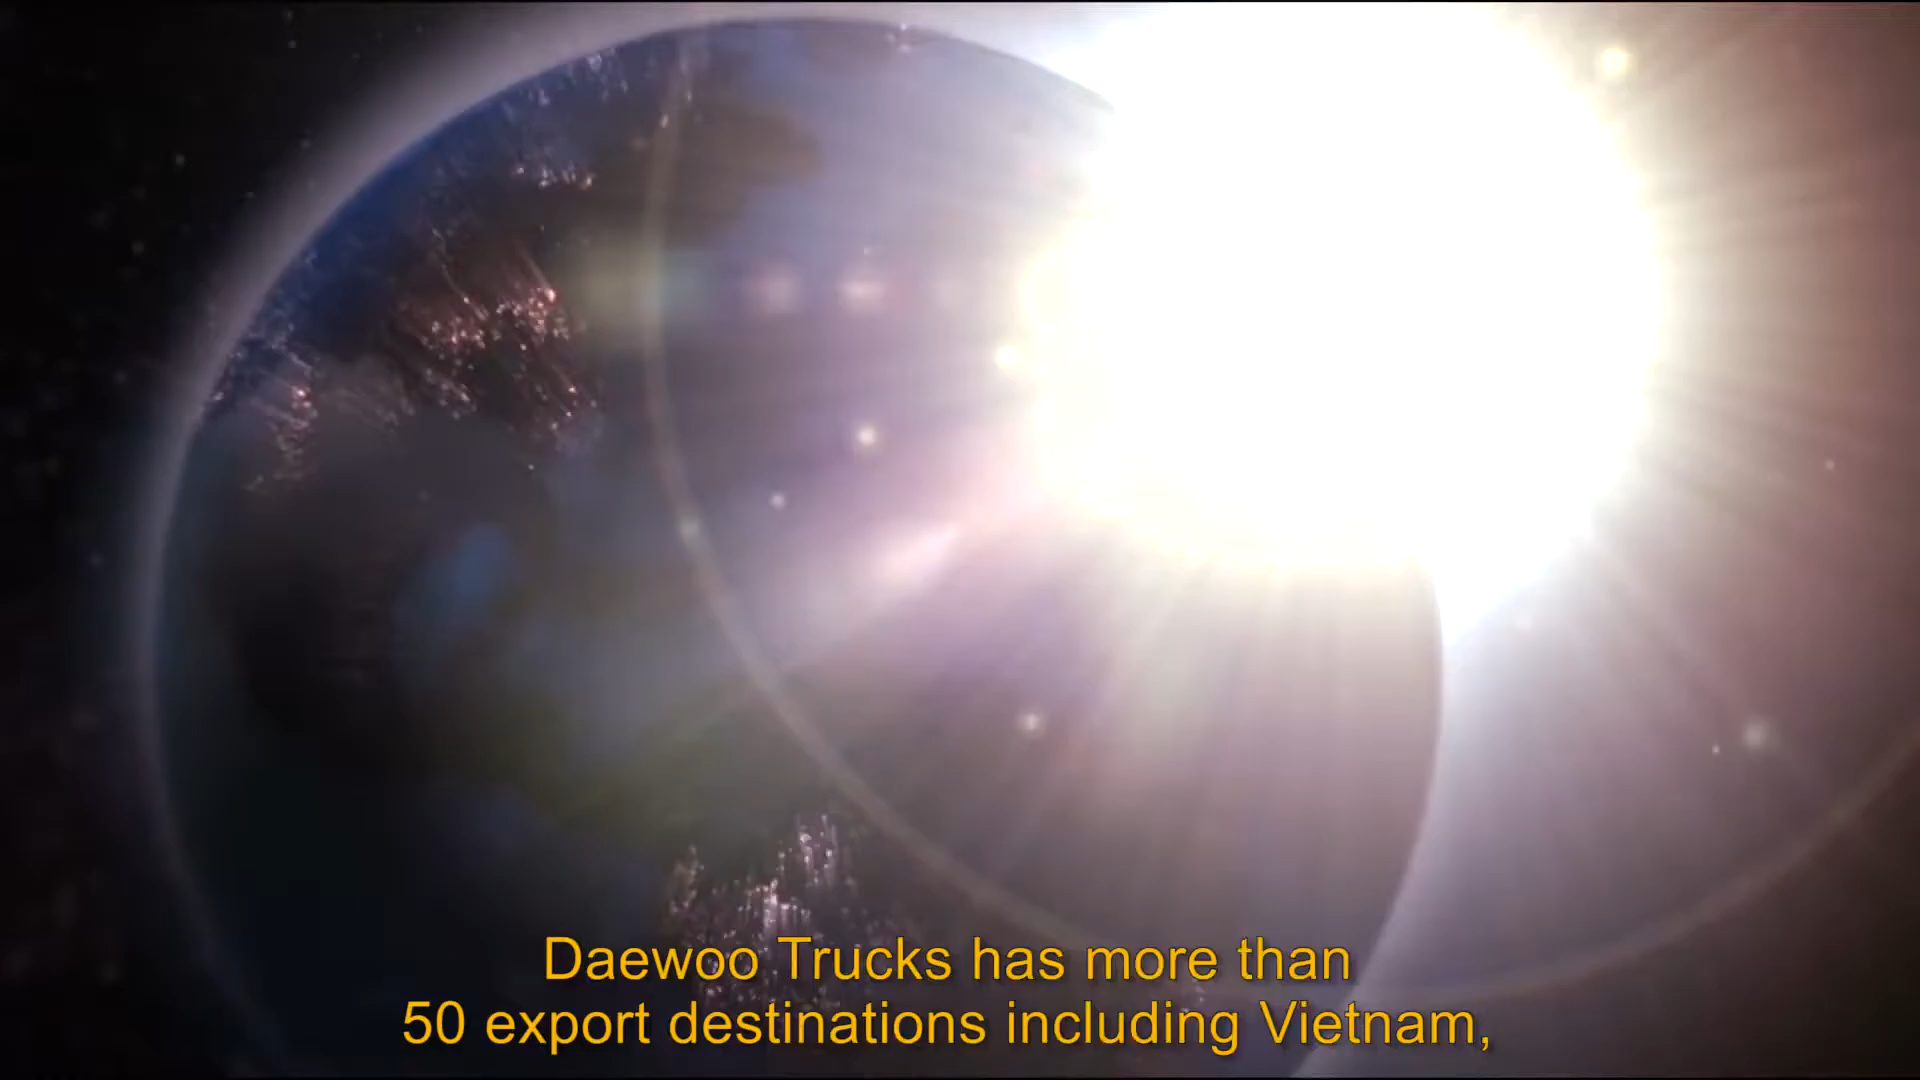 Daewoo Trucks has more than
50 export destinations including Vietnam,